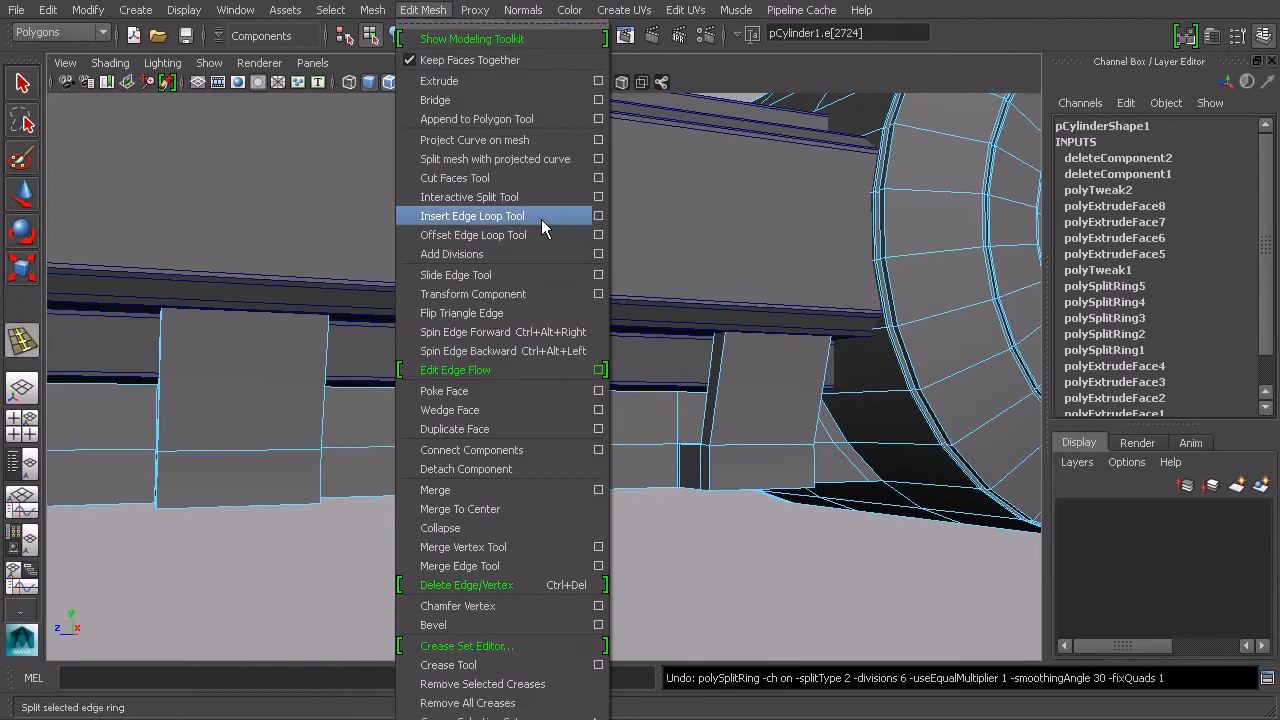 File Edit Modify Create Display Window Assets Select Mesh Edit Mesh Proxy Normals Color Create UVs Edit UVs Muscle Pipeline Cache Help
Polygons
Components
pCylinder1.e[2724]
View Shading Lighting Show Renderer Panels
Show Modeling Toolkit
Keep Faces Together
Extrude
Bridge
Append to Polygon Tool
Project Curve on mesh
Split mesh with projected curve
Cut Faces Tool
Interactive Split Tool
Insert Edge Loop Tool
Offset Edge Loop Tool
Add Divisions
Slide Edge Tool
Transform Component
Flip Triangle Edge
Spin Edge Forward Ctrl+Alt+Right
Spin Edge Backward Ctrl+Alt+Left
Edit Edge Flow
Poke Face
Wedge Face
Duplicate Face
Connect Components
Detach Component
Merge
Merge To Center
Collapse
Merge Vertex Tool
Merge Edge Tool
Delete Edge/Vertex Ctrl+Del
Chamfer Vertex
Bevel
Crease Set Editor...
Crease Tool
Remove Selected Creases
Remove All Creases
Channel Box / Layer Editor
Channels Edit Object Show
pCylinderShape1
INPUTS
deleteComponent2
deleteComponent1
polyTweak2
polyExtrudeFace8
polyExtrudeFace7
polyExtrudeFace6
polyExtrudeFace5
polyTweak1
polySplitRing5
polySplitRing4
polySplitRing3
polySplitRing2
polySplitRing1
polyExtrudeFace4
polyExtrudeFace3
polyExtrudeFace2
polyExtrudeFace1
Display Render Anim
Layers Options Help
y
z x
MEL
Undo: polySplitRing -ch on -splitType 2 -divisions 6 -useEqualMultiplier 1 -smoothingAngle 30 -fixQuads 1
Split selected edge ring